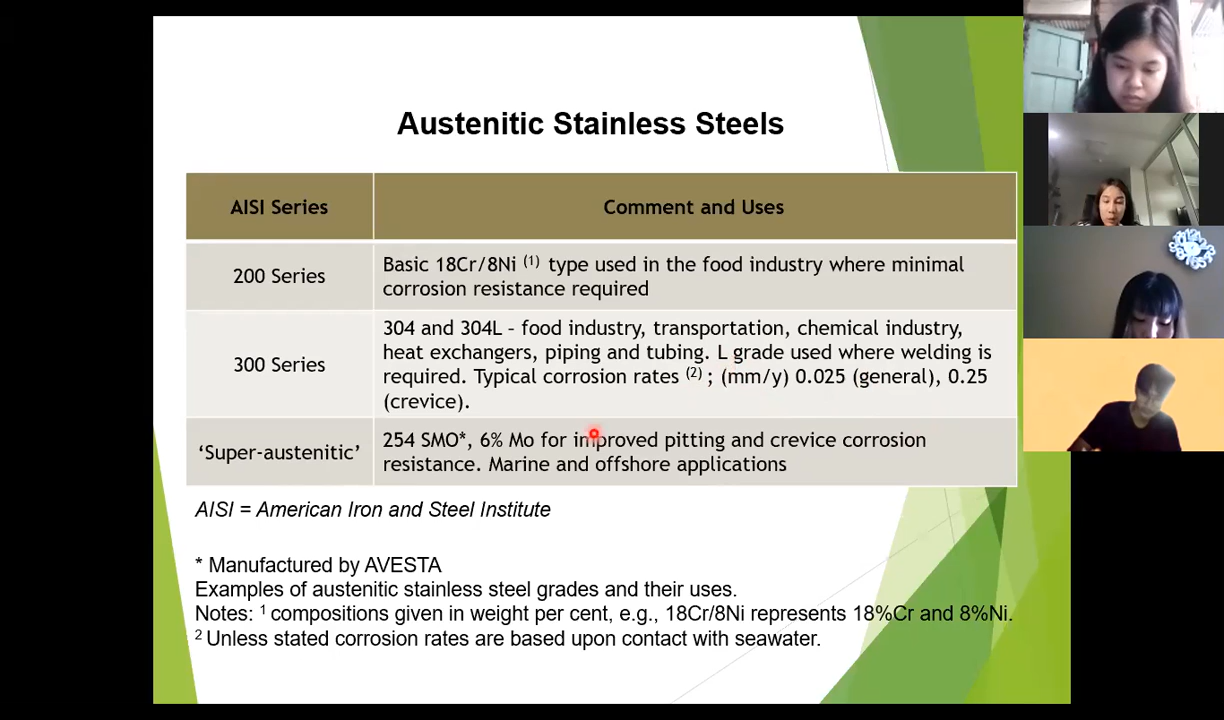 Austenitic Stainless Steels
AISI Series
Comment and Uses
200 Series
Basic 18Cr/8Ni (1) type used in the food industry where minimal
corrosion resistance required
300 Series
304 and 304L – food industry, transportation, chemical industry,
heat exchangers, piping and tubing. L grade used where welding is
required. Typical corrosion rates (2) ; (mm/y) 0.025 (general), 0.25
(crevice).
‘Super-austenitic’
254 SMO*, 6% Mo for improved pitting and crevice corrosion
resistance. Marine and offshore applications
AISI = American Iron and Steel Institute
* Manufactured by AVESTA
Examples of austenitic stainless steel grades and their uses.
Notes: 1 compositions given in weight per cent, e.g., 18Cr/8Ni represents 18%Cr and 8%Ni.
2 Unless stated corrosion rates are based upon contact with seawater.